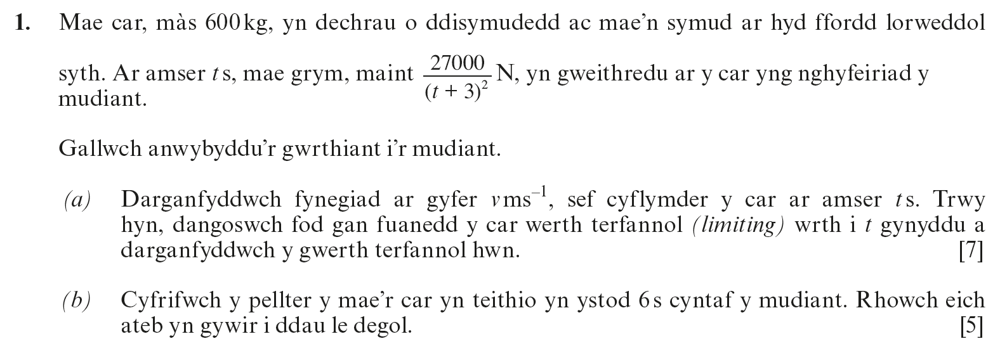 1. Mae car, màs 600 kg, yn dechrau o ddisymudedd ac mae’n symud ar hyd ffordd lorweddol
syth. Ar amser t s, mae grym, maint 27000/(t + 3)² N, yn gweithredu ar y car yng nghyfeiriad y
mudiant.
Gallwch anwybyddu’r gwrthiant i’r mudiant.
(a) Darganfyddwch fynegiad ar gyfer v ms⁻¹, sef cyflymder y car ar amser t s. Trwy
hyn, dangoswch fod gan fuanedd y car werth terfannol (limiting) wrth i t gynyddu a
darganfyddwch y gwerth terfannol hwn. [7]
(b) Cyfrifwch y pellter y mae’r car yn teithio yn ystod 6 s cyntaf y mudiant. Rhowch eich
ateb yn gywir i ddau le degol. [5]